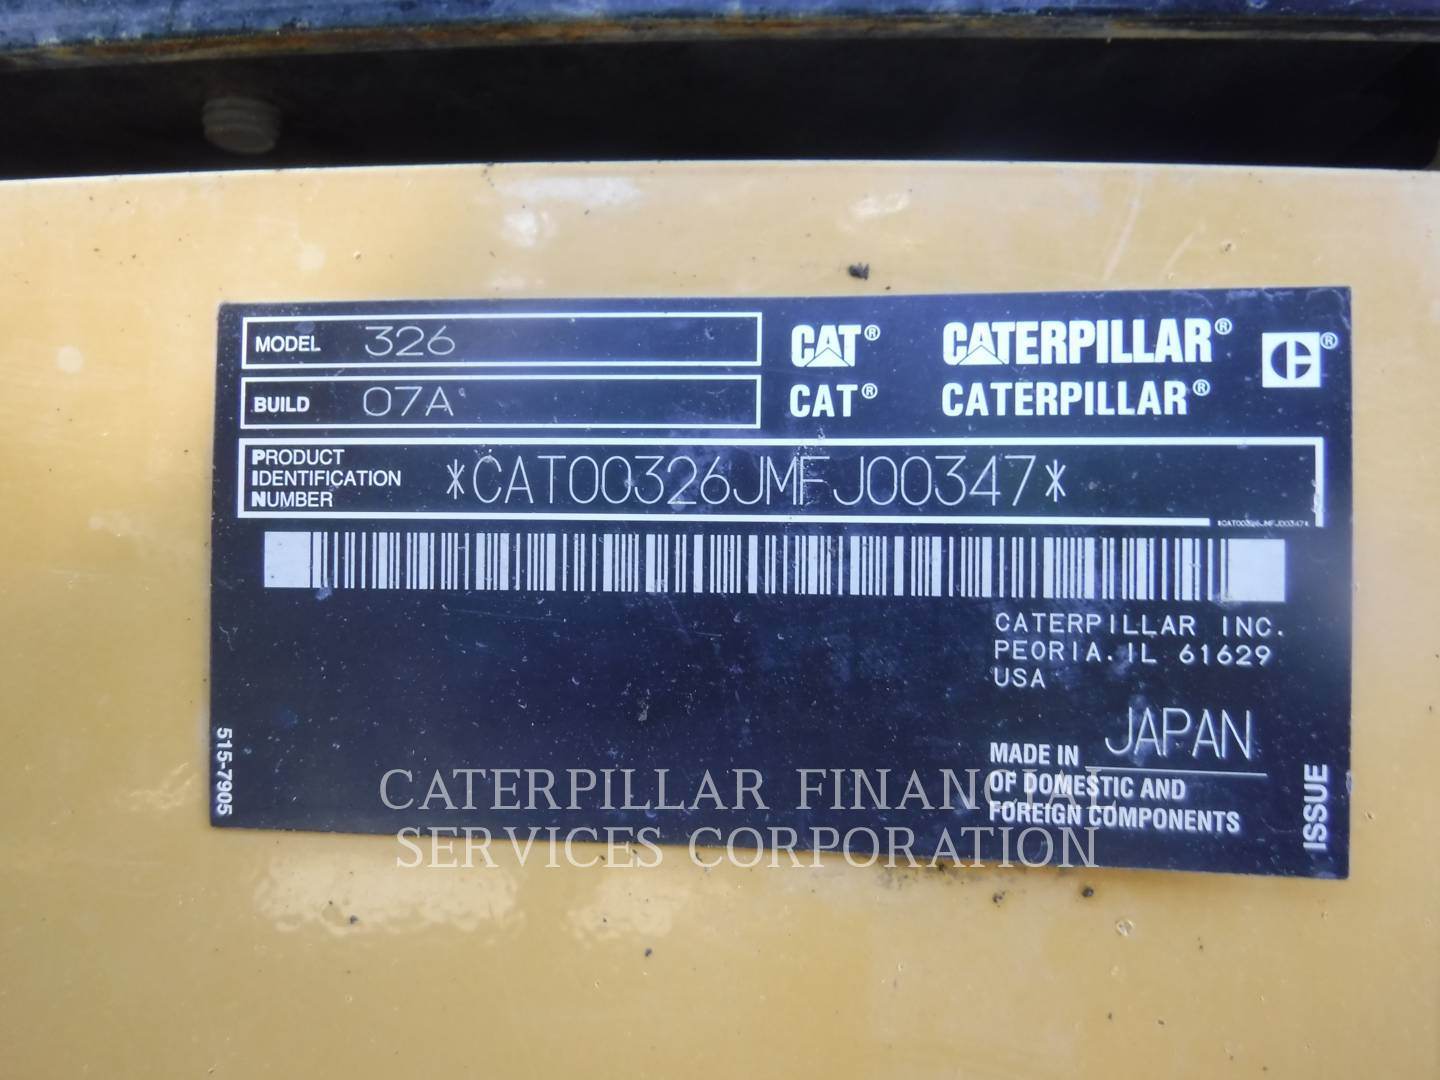 MODEL 326
BUILD 07A
CAT® CATERPILLAR®
CAT® CATERPILLAR®
PRODUCT
IDENTIFICATION
NUMBER
*CAT00326JMFJ00347*
*CAT00326JMFJ00347*
CATERPILLAR INC.
PEORIA, IL 61629
USA
MADE IN JAPAN
OF DOMESTIC AND
FOREIGN COMPONENTS
515-7905
ISSUE
CATERPILLAR FINANCIAL
SERVICES CORPORATION